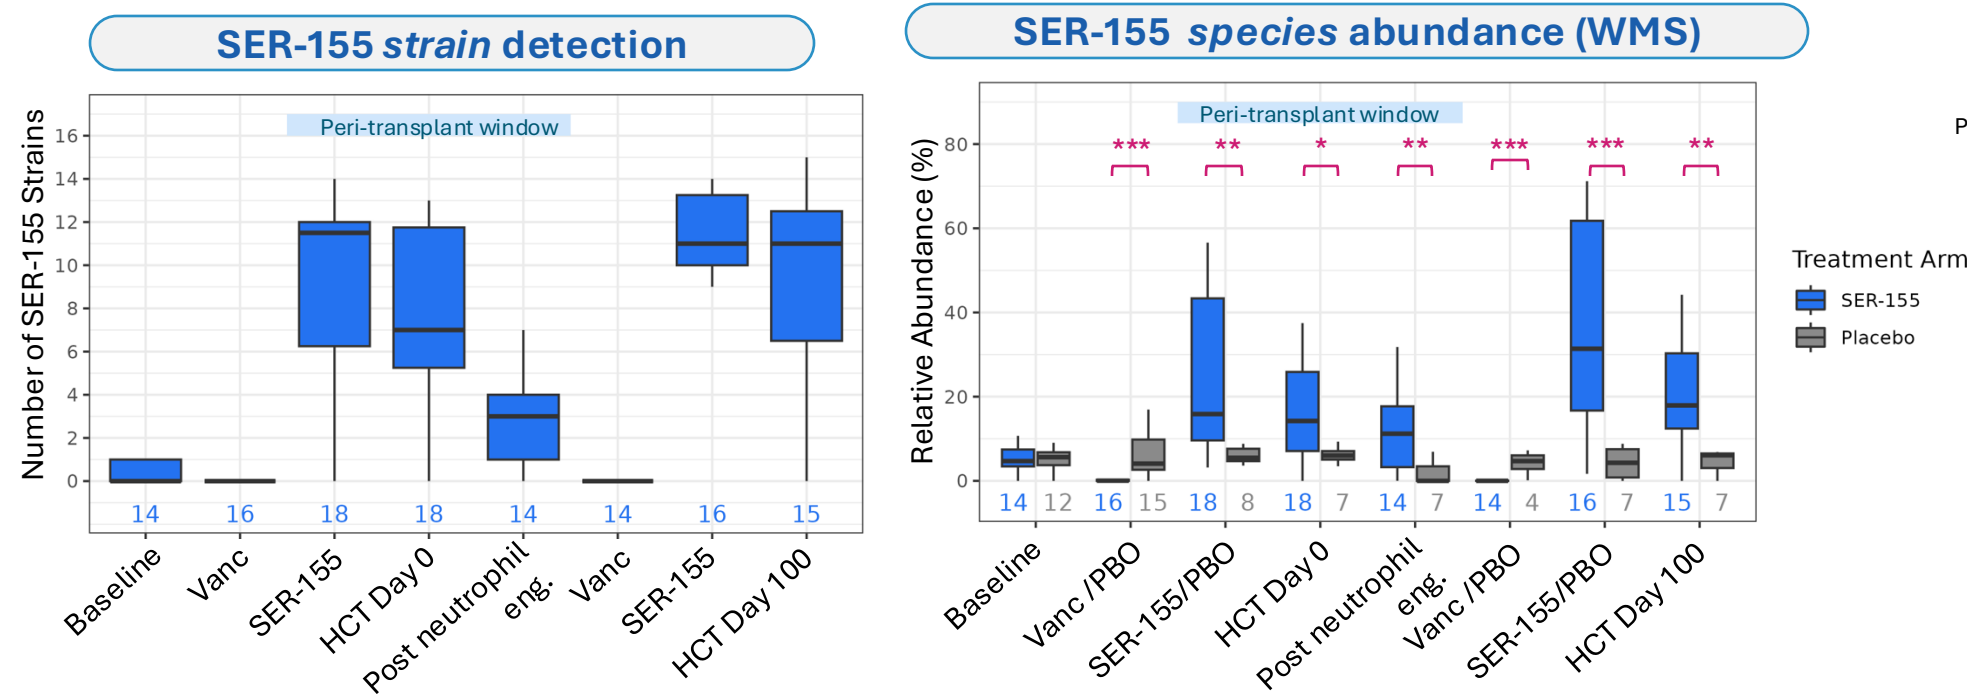 SER-155 strain detection
Number of SER-155 Strains
16
14
12
10
8
6
4
2
0
Peri-transplant window
14 16 18 18 14 14 16 15
Baseline
Vanc
SER-155
HCT Day 0
Post neutrophil
eng.
Vanc
SER-155
HCT Day 100
SER-155 species abundance (WMS)
Relative Abundance (%)
80
60
40
20
0
Peri-transplant window
*** ** * ** *** *** **
14 12 16 15 18 8 18 7 14 7 14 4 16 7 15 7
Baseline
Vanc /PBO
SER-155/PBO
HCT Day 0
Post neutrophil
eng.
Vanc /PBO
SER-155/PBO
HCT Day 100
P
Treatment Arm
SER-155
Placebo